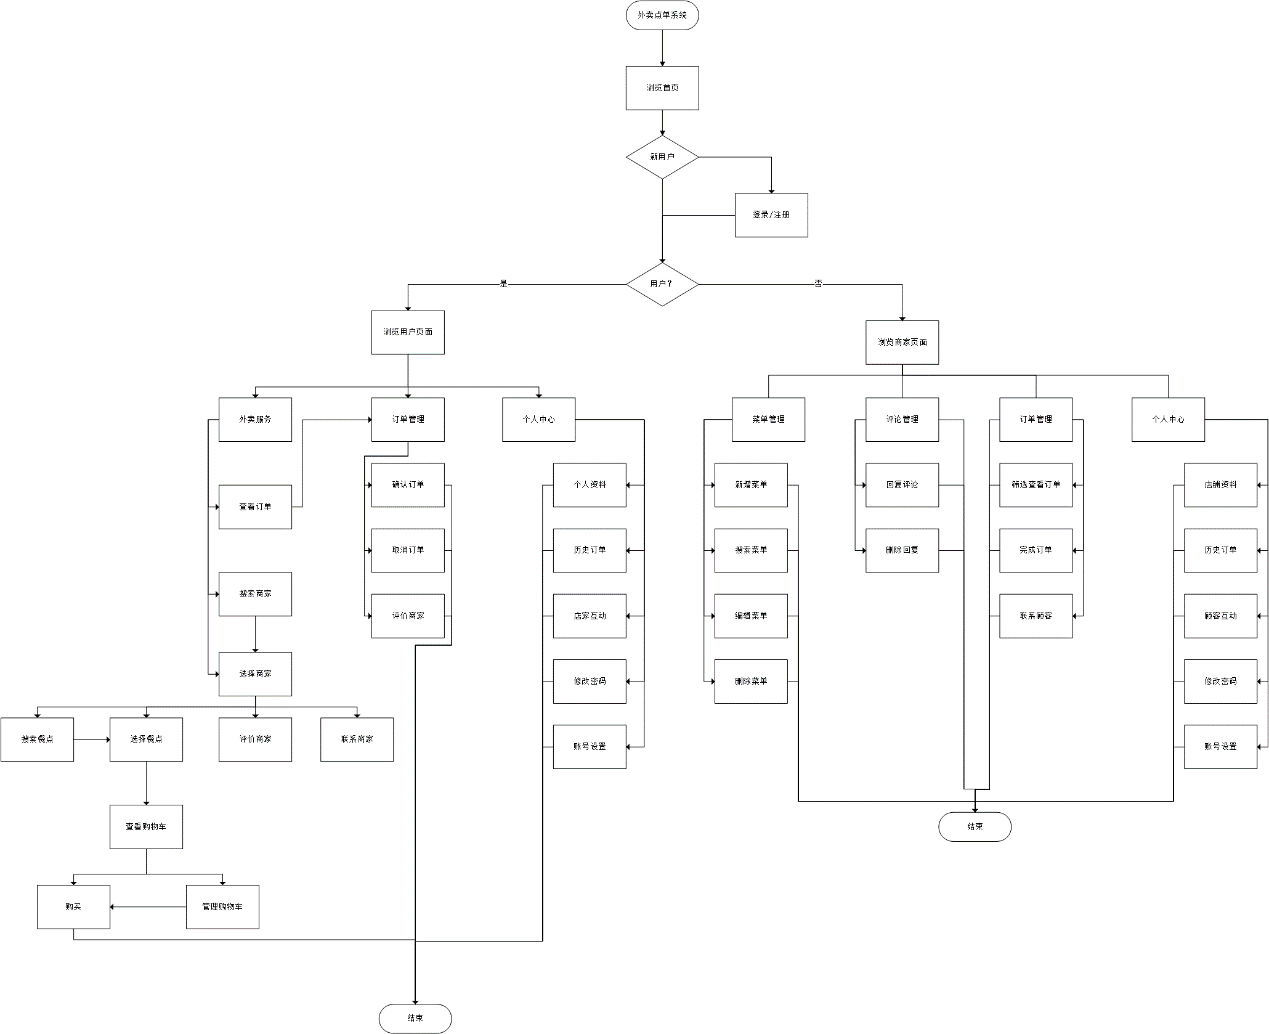 外卖点单系统
浏览首页
新用户
登录/注册
用户?
是
否
浏览用户页面
浏览商家页面
外卖服务
订单管理
个人中心
菜单管理
评论管理
订单管理
个人中心
确认订单
个人资料
新增菜单
回复评论
筛选查看订单
店铺资料
查看订单
取消订单
历史订单
搜索菜单
删除回复
完成订单
历史订单
搜索商家
评价商家
店家互动
编辑菜单
联系顾客
顾客互动
选择商家
修改密码
删除菜单
修改密码
搜索餐点
选择餐点
评价商家
联系商家
账号设置
账号设置
查看购物车
结束
购买
管理购物车
结束